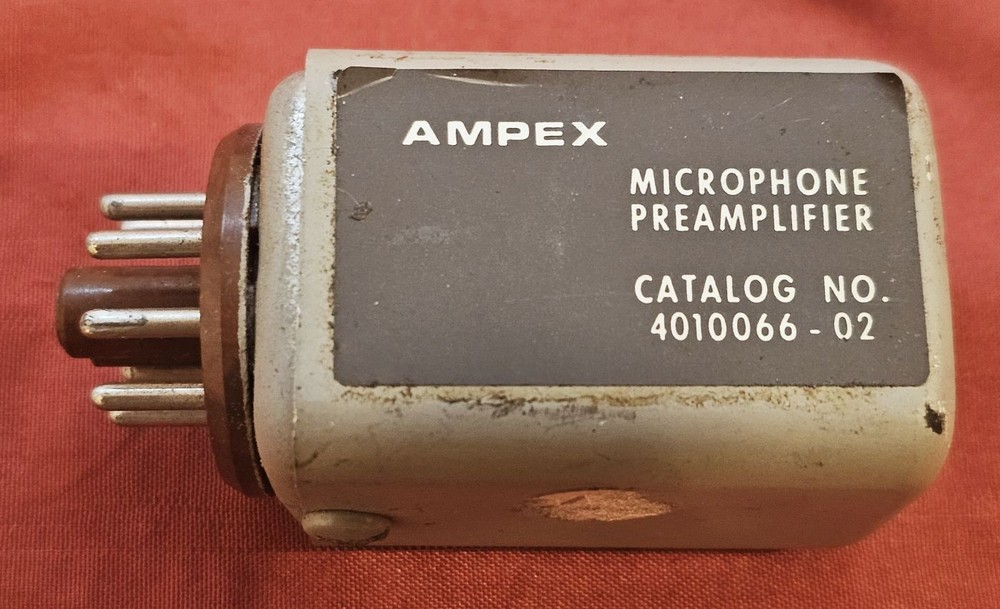 AMPEX
MICROPHONE
PREAMPLIFIER
CATALOG NO.
4010066-02